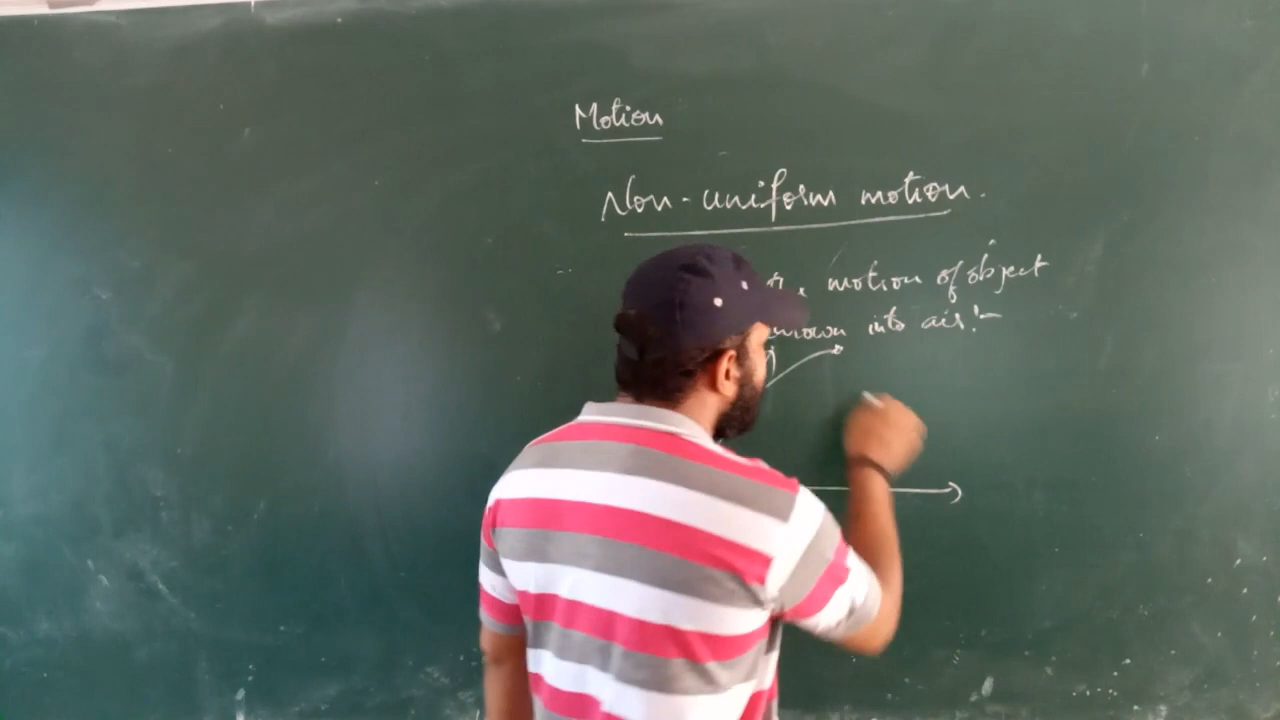 Motion
Non-uniform motion.
motion of object
into air:-